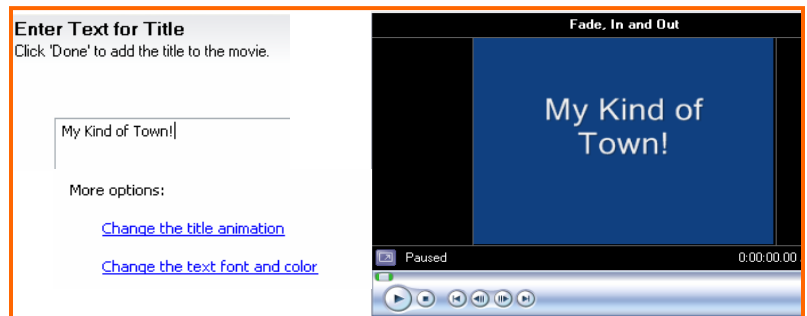 Enter Text for Title
Click 'Done' to add the title to the movie.
My Kind of Town!
More options:
Change the title animation
Change the text font and color
Fade, In and Out
My Kind of
Town!
Paused
0:00:00.00